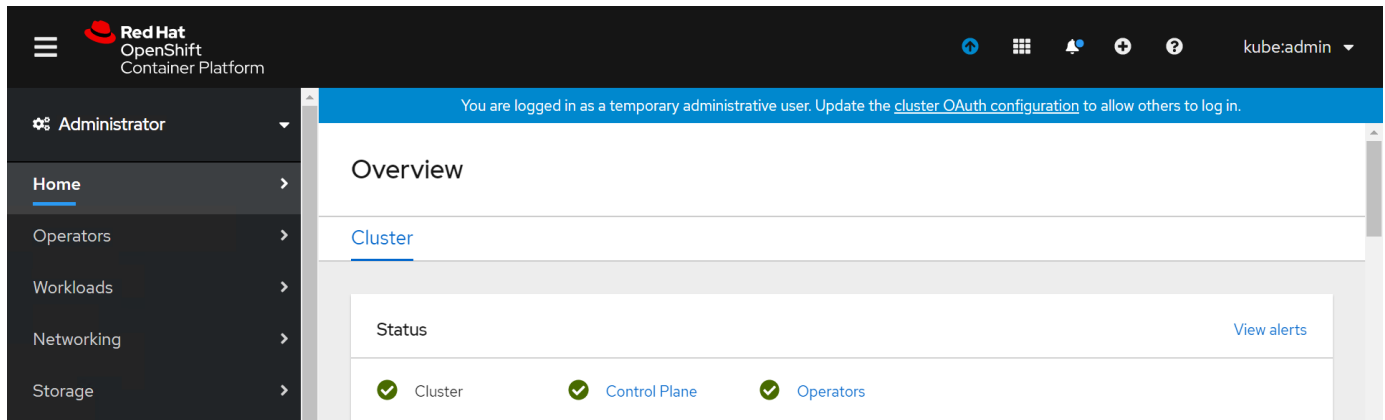 Red Hat
OpenShift
Container Platform
kube:admin
Administrator
You are logged in as a temporary administrative user. Update the cluster OAuth configuration to allow others to log in.
Home
Overview
Operators
Cluster
Workloads
Networking
Status
View alerts
Storage
Cluster
Control Plane
Operators